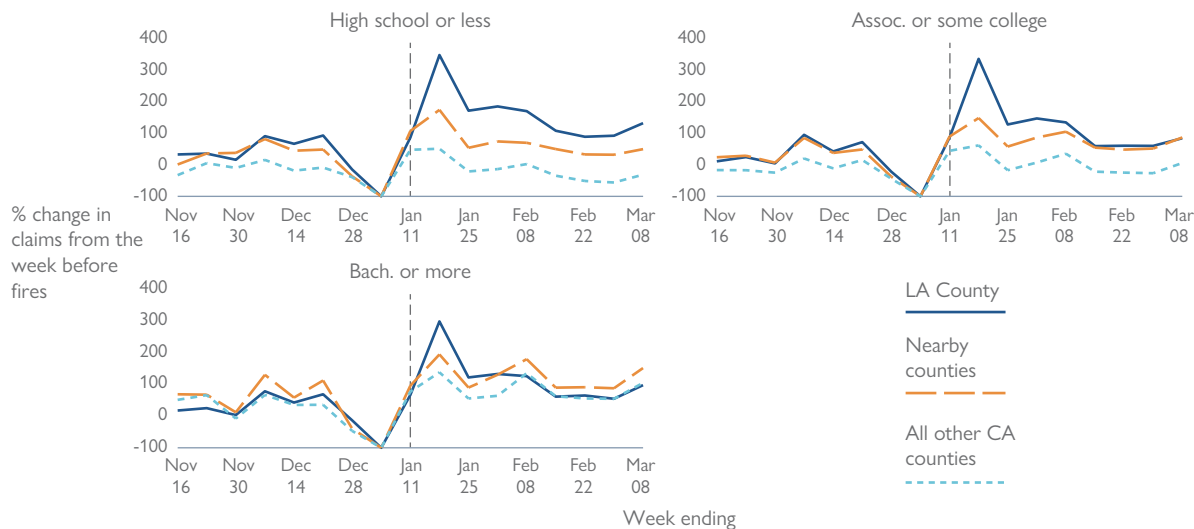 High school or less
400
300
200
100
0
-100
Nov Nov Dec Dec Jan Jan Feb Feb Mar
16 30 14 28 11 25 08 22 08
Assoc. or some college
400
300
200
100
0
-100
Nov Nov Dec Dec Jan Jan Feb Feb Mar
16 30 14 28 11 25 08 22 08
% change in
claims from the
week before
fires
Bach. or more
400
300
200
100
0
-100
Nov Nov Dec Dec Jan Jan Feb Feb Mar
16 30 14 28 11 25 08 22 08
LA County
Nearby
counties
All other CA
counties
Week ending